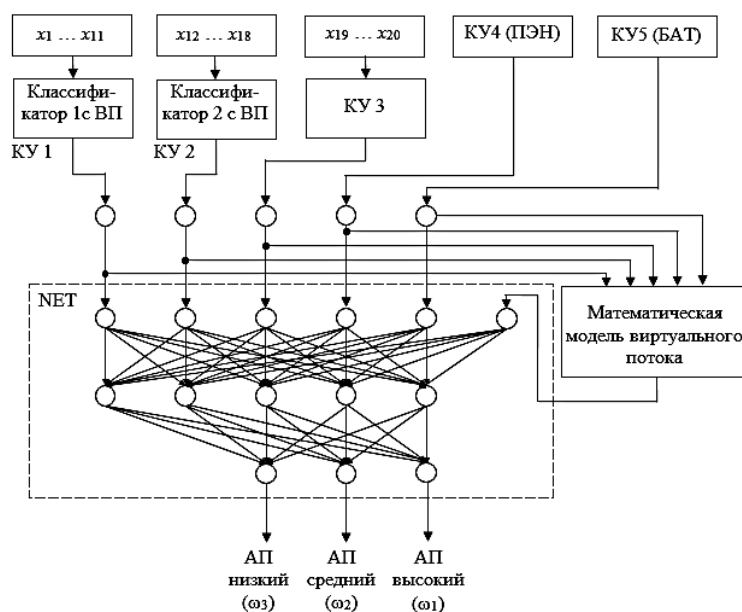 x1 … x11
x12 … x18
x19 … x20
КУ4 (ПЭН)
КУ5 (БАТ)
Классифи-
катор 1с ВП
Классифи-
катор 2 с ВП
КУ 3
КУ 1
КУ 2
NET
Математическая
модель виртуального
потока
АП
низкий
(ω3)
АП
средний
(ω2)
АП
высокий
(ω1)